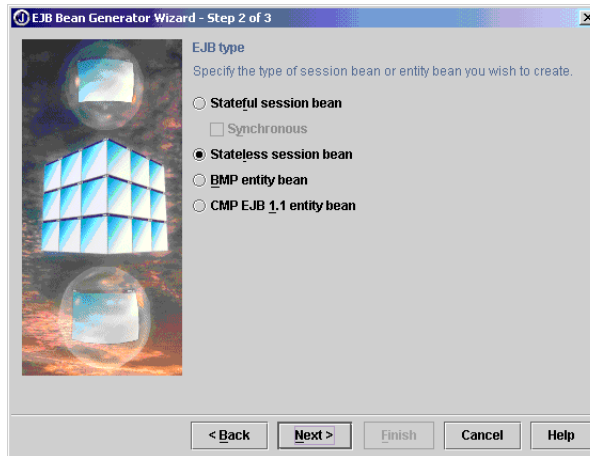 EJB Bean Generator Wizard - Step 2 of 3
EJB type
Specify the type of session bean or entity bean you wish to create.
Stateful session bean
Synchronous
Stateless session bean
BMP entity bean
CMP EJB 1.1 entity bean
< Back Next > Finish Cancel Help